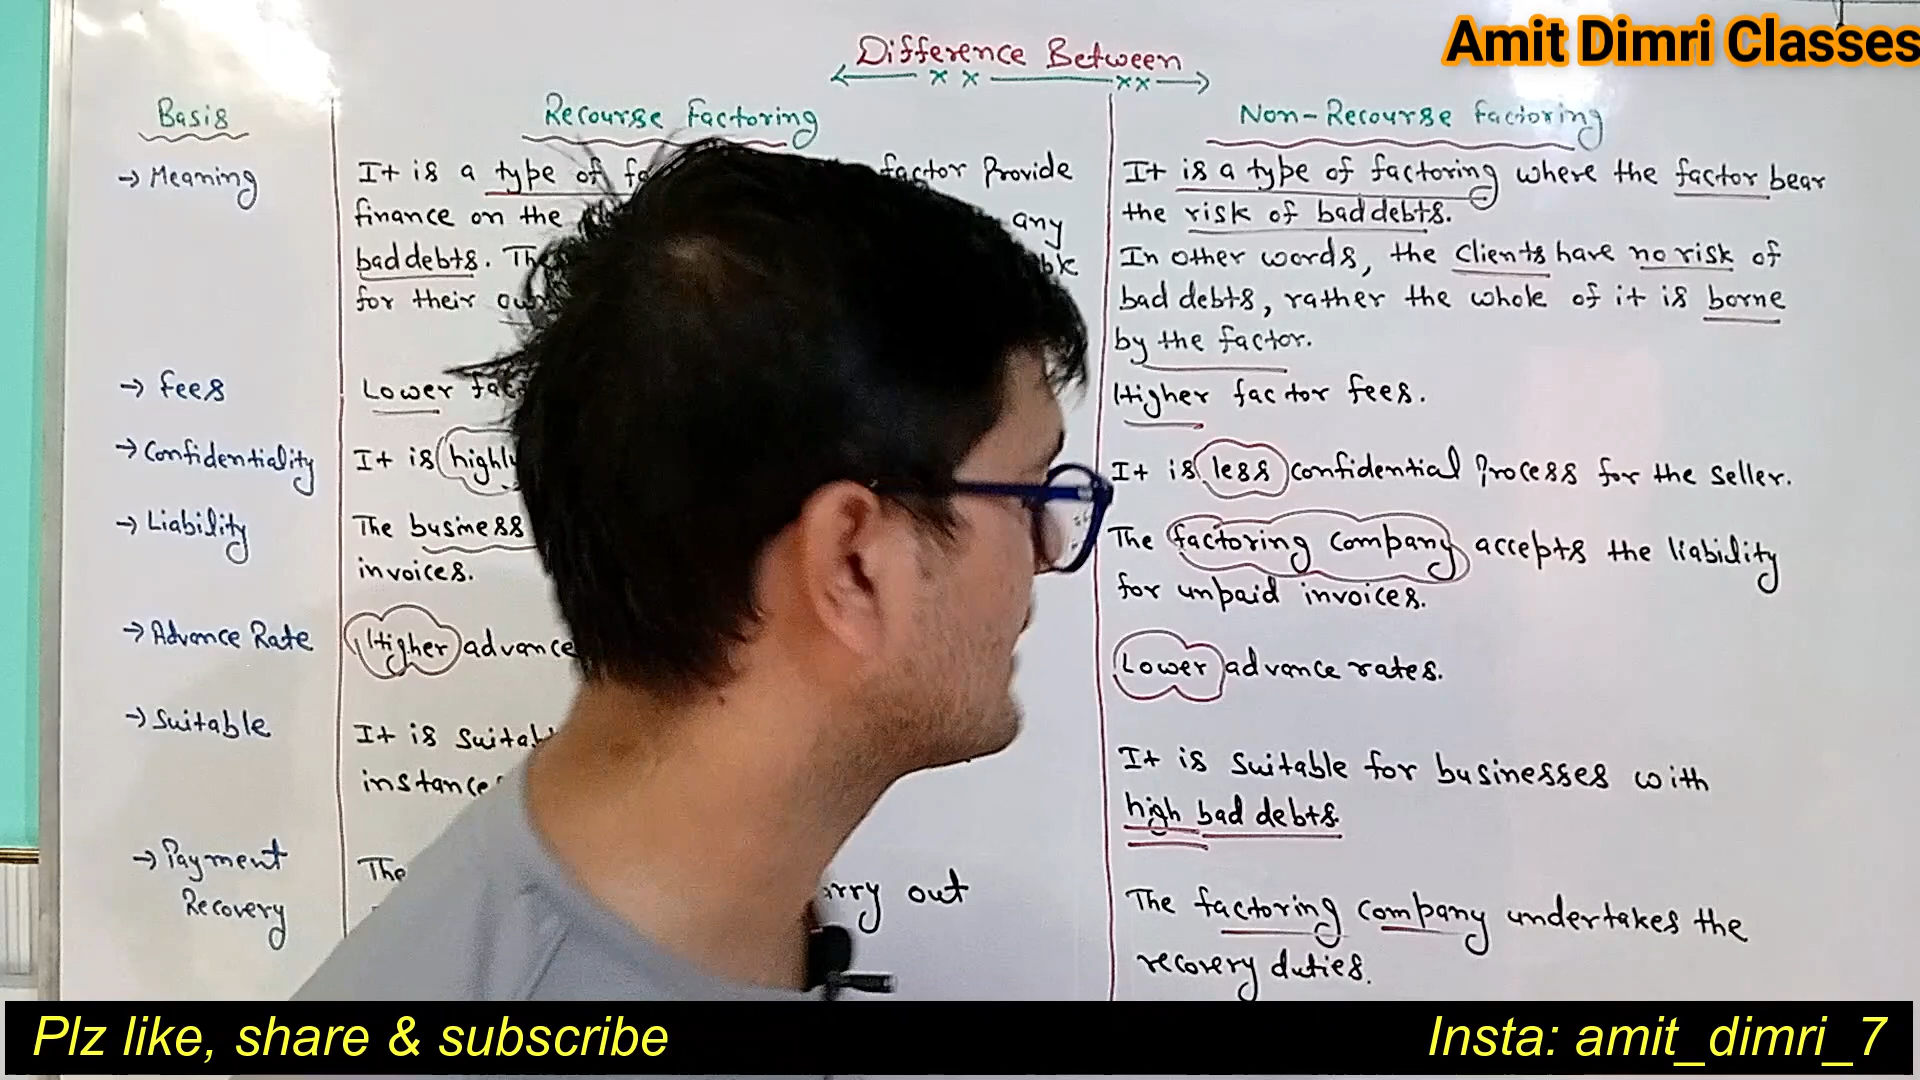 Amit Dimri Classes
Difference Between
Basis
Recourse Factoring
Non-Recourse Factoring
→ Meaning
It is a type of factor Provide
finance on the any
bad debts.
for their
It is a type of factoring where the factor bear
the risk of bad debts.
In other words, the clients have no risk of
bad debts, rather the whole of it is borne
by the factor.
→ Fees
Lower
Higher factor fees.
→ Confidentiality
It is highly
It is less confidential Process for the seller.
→ Liability
The business
invoices.
The factoring company accepts the liability
for unpaid invoices.
→ Advance Rate
Higher advance
Lower advance rates.
→ Suitable
It is
instance
It is suitable for businesses with
high bad debts.
→ Payment
Recovery
The out
The factoring company undertakes the
recovery duties.
Plz like, share & subscribe
Insta: amit_dimri_7